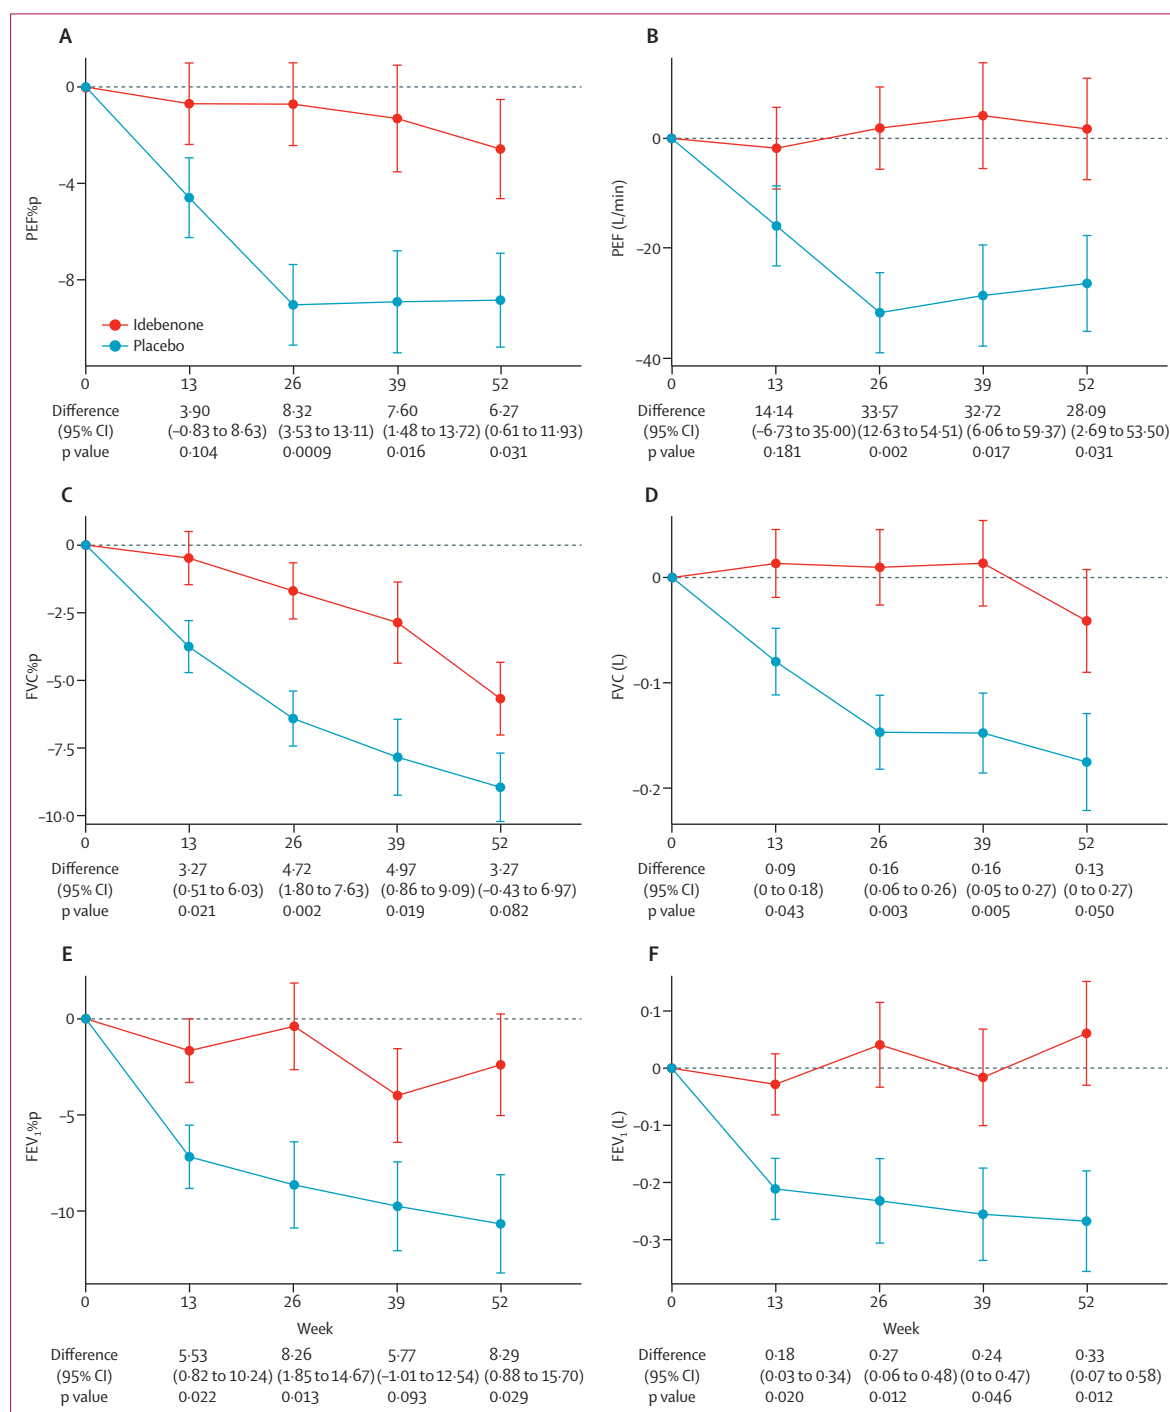 A
0
−4
−8
PEF%p
Idebenone
Placebo
0 13 26 39 52
Difference 3·90 8·32 7·60 6·27
(95% CI) (−0·83 to 8·63) (3·53 to 13·11) (1·48 to 13·72) (0·61 to 11·93)
p value 0·104 0·0009 0·016 0·031
B
0
−20
−40
PEF (L/min)
0 13 26 39 52
Difference 14·14 33·57 32·72 28·09
(95% CI) (−6·73 to 35·00) (12·63 to 54·51) (6·06 to 59·37) (2·69 to 53·50)
p value 0·181 0·002 0·017 0·031
C
0
−2·5
−5·0
−7·5
−10·0
FVC%p
0 13 26 39 52
Difference 3·27 4·72 4·97 3·27
(95% CI) (0·51 to 6·03) (1·80 to 7·63) (0·86 to 9·09) (−0·43 to 6·97)
p value 0·021 0·002 0·019 0·082
D
0
−0·1
−0·2
FVC (L)
0 13 26 39 52
Difference 0·09 0·16 0·16 0·13
(95% CI) (0 to 0·18) (0·06 to 0·26) (0·05 to 0·27) (0 to 0·27)
p value 0·043 0·003 0·005 0·050
E
0
−5
−10
FEV₁%p
0 13 26 39 52
Week
Difference 5·53 8·26 5·77 8·29
(95% CI) (0·82 to 10·24) (1·85 to 14·67) (−1·01 to 12·54) (0·88 to 15·70)
p value 0·022 0·013 0·093 0·029
F
0·1
0
−0·1
−0·2
−0·3
FEV₁ (L)
0 13 26 39 52
Week
Difference 0·18 0·27 0·24 0·33
(95% CI) (0·03 to 0·34) (0·06 to 0·48) (0 to 0·47) (0·07 to 0·58)
p value 0·020 0·012 0·046 0·012